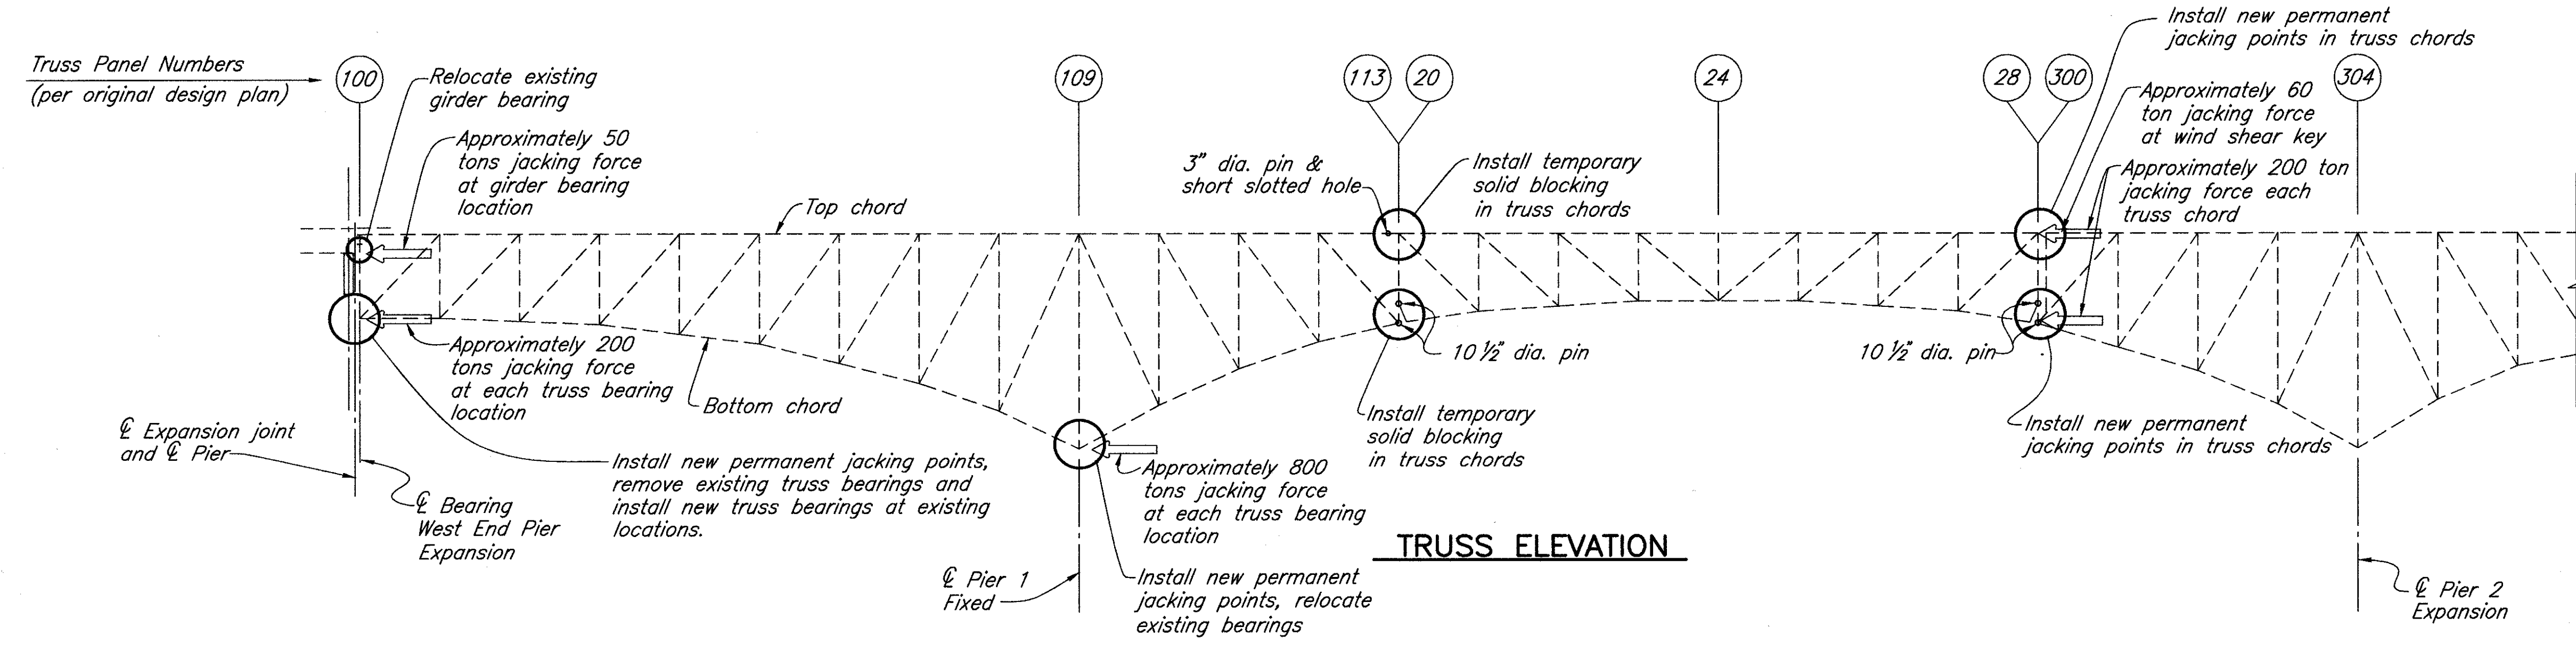 Truss Panel Numbers
(per original design plan)
100
Relocate existing
girder bearing
Approximately 50
tons jacking force
at girder bearing
location
Top chord
109
113
20
3" dia. pin &
short slotted hole
Install temporary
solid blocking
in truss chords
24
28
300
Install new permanent
jacking points in truss chords
304
Approximately 60
ton jacking force
at wind shear key
Approximately 200 ton
jacking force each
truss chord
Approximately 200
tons jacking force
at each truss bearing
location
Bottom chord
10 ½" dia. pin
10 ½" dia. pin
℄ Expansion joint
and ℄ Pier
℄ Bearing
West End Pier
Expansion
Install new permanent jacking points,
remove existing truss bearings and
install new truss bearings at existing
locations.
Approximately 800
tons jacking force
at each truss bearing
location
Install temporary
solid blocking
in truss chords
Install new permanent
jacking points in truss chords
TRUSS ELEVATION
℄ Pier 1
Fixed
Install new permanent
jacking points, relocate
existing bearings
℄ Pier 2
Expansion